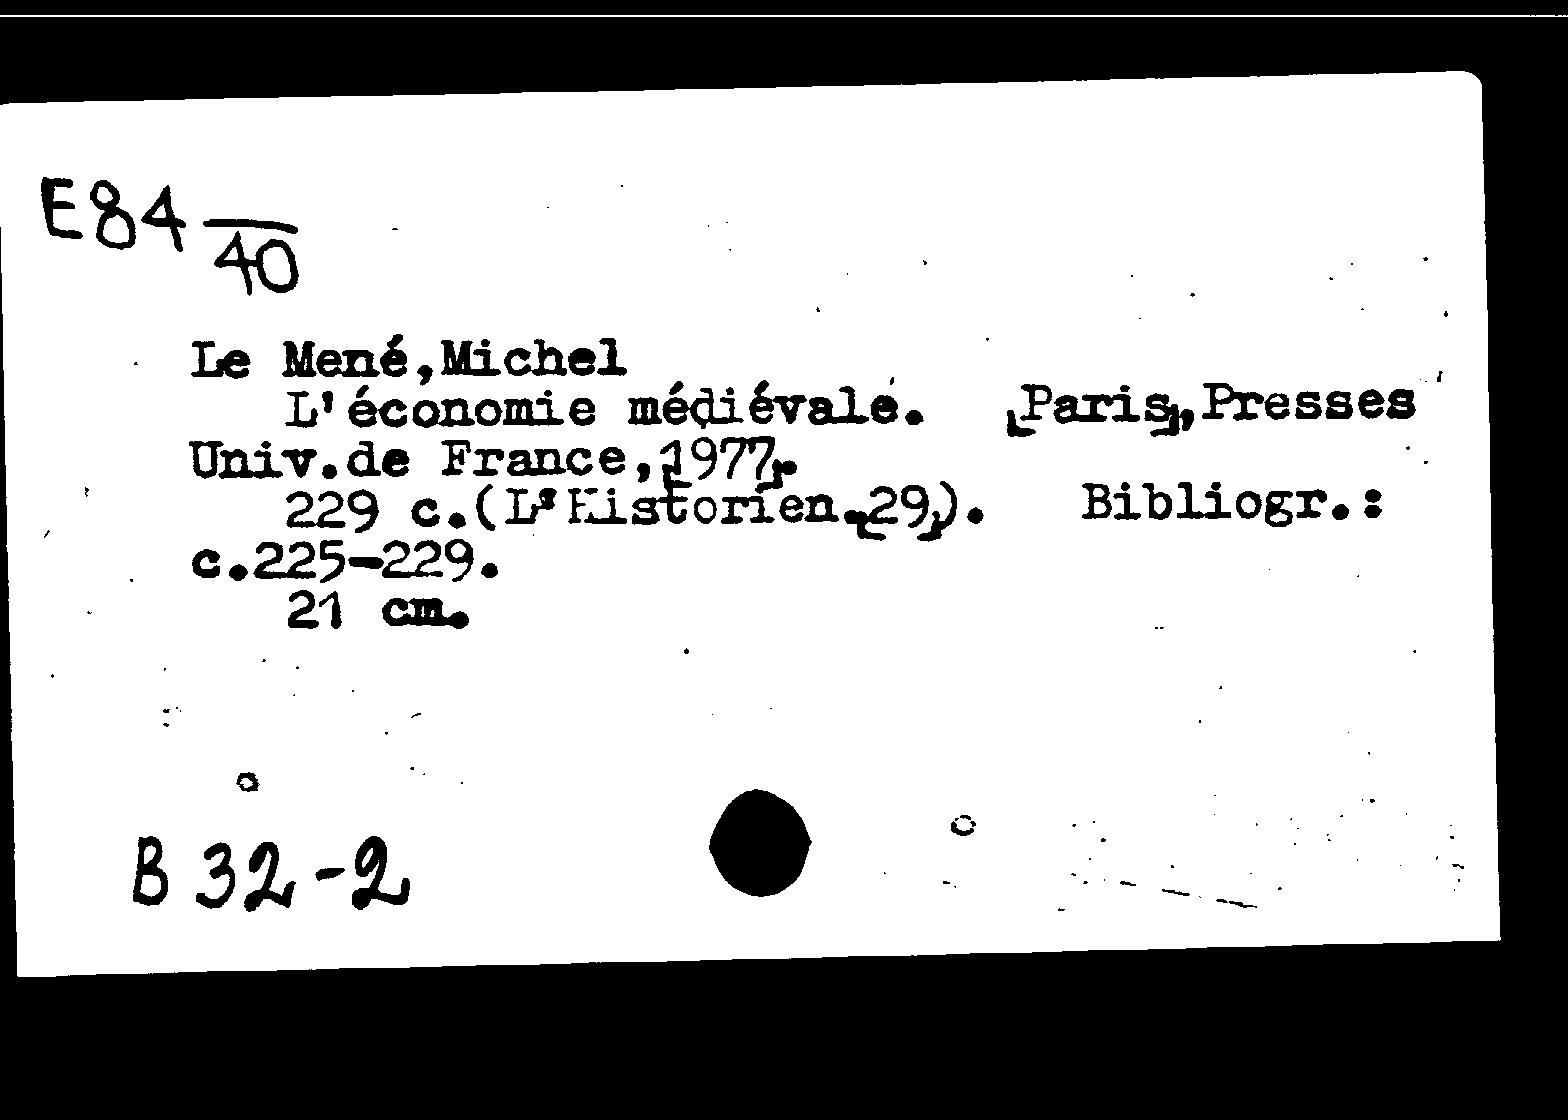 E84
40
Le Mené,Michel
L'économie médiévale. [Paris],Presses
Univ.de France,[1977].
229 c.(L'Historien.[29]). Bibliogr.:
c.225-229.
21 cm.
B 32-2